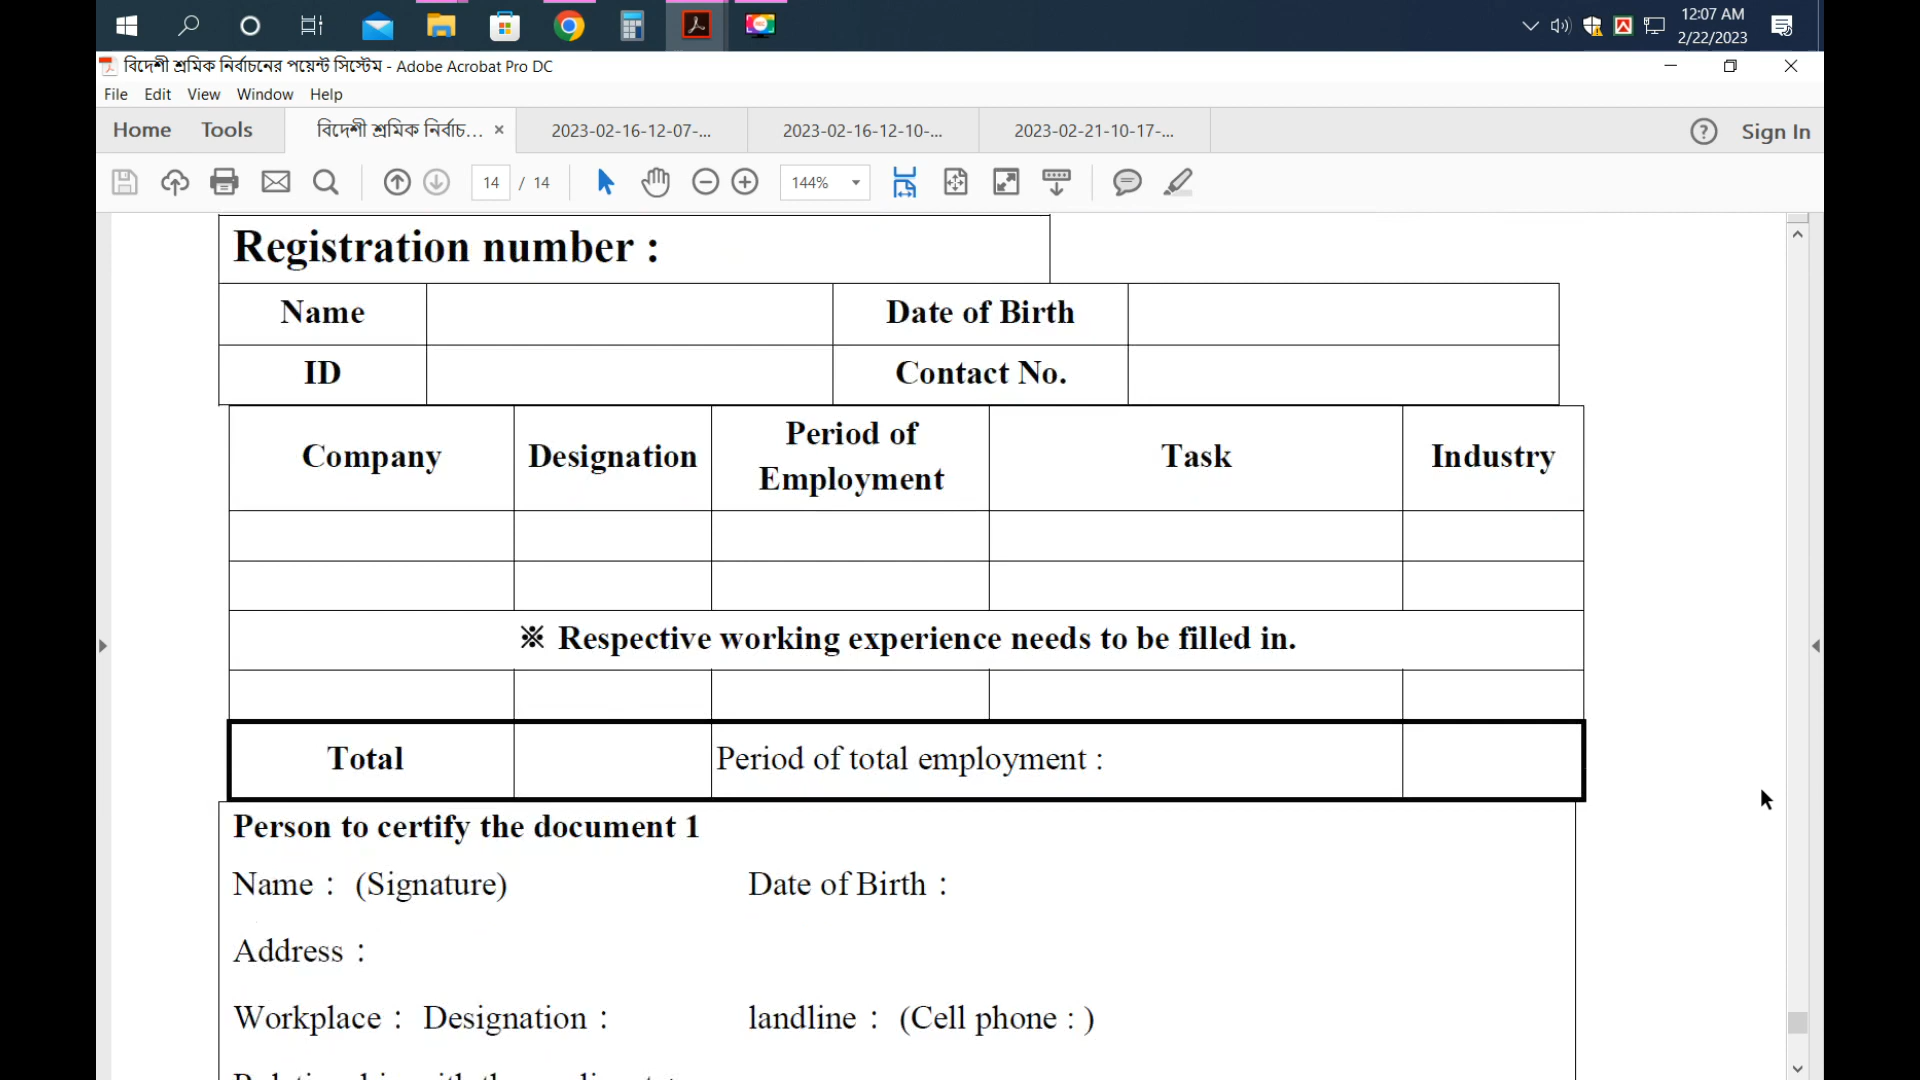 12:07 AM
2/22/2023
বিদেশী শ্রমিক নির্বাচনের পয়েন্ট সিস্টেম - Adobe Acrobat Pro DC
File Edit View Window Help
Home Tools বিদেশী শ্রমিক নির্বাচ... × 2023-02-16-12-07-... 2023-02-16-12-10-... 2023-02-21-10-17-... ? Sign In
14 / 14 144%
Registration number :
Name Date of Birth
ID Contact No.
Company Designation Period of Employment Task Industry
※ Respective working experience needs to be filled in.
Total Period of total employment :
Person to certify the document 1
Name : (Signature) Date of Birth :
Address :
Workplace : Designation : landline : (Cell phone : )